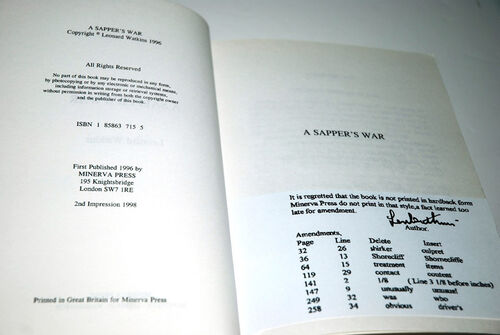 A SAPPER'S WAR
Copyright © Leonard Watkins 1996
All Rights Reserved
No part of this book may be reproduced in any form,
by photocopying or by any electronic or mechanical means,
including information storage or retrieval systems,
without permission in writing from both the copyright owner
and the publisher of this book.
ISBN 1 85863 715 5
First Published 1996 by
MINERVA PRESS
195 Knightsbridge
London SW7 1RE
2nd Impression 1998
Printed in Great Britain for Minerva Press
A SAPPER'S WAR
It is regretted that the book is not printed in hardback form
Minerva Press do not print in that style,a fact learned too
late for amendment.
Author.
Amendments.
Page Line Delete Insert
32 26 shirker culpret
36 13 Shorncliff Shornecliffe
64 15 treatment items
119 29 contact content
141 2 1/8 ( Line 3 1/8 before inches)
147 9 unusually unusual
249 32 was who
258 34 obvious driver's